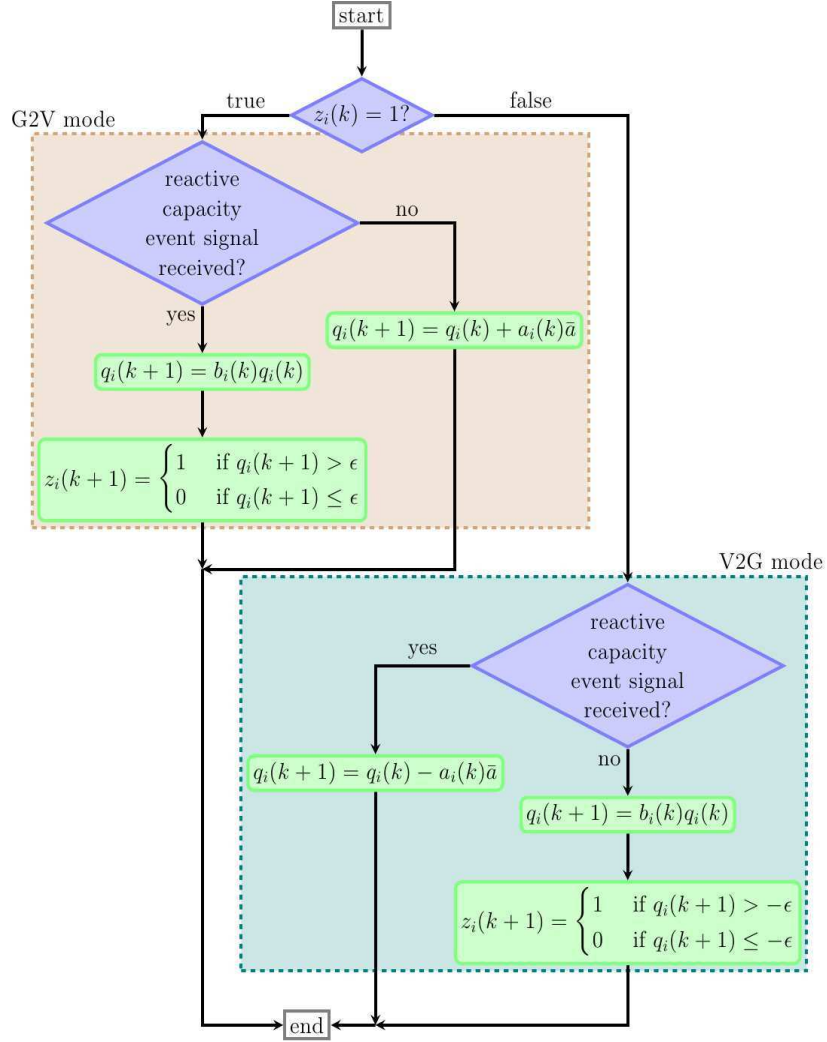 start
z_i(k) = 1?
true
false
G2V mode
reactive
capacity
event signal
received?
no
yes
q_i(k+1) = q_i(k) + a_i(k)ā
q_i(k+1) = b_i(k)q_i(k)
z_i(k+1) = { 1 if q_i(k+1) > ϵ
0 if q_i(k+1) ≤ ϵ
V2G mode
reactive
capacity
event signal
received?
yes
no
q_i(k+1) = q_i(k) − a_i(k)ā
q_i(k+1) = b_i(k)q_i(k)
z_i(k+1) = { 1 if q_i(k+1) > −ϵ
0 if q_i(k+1) ≤ −ϵ
end